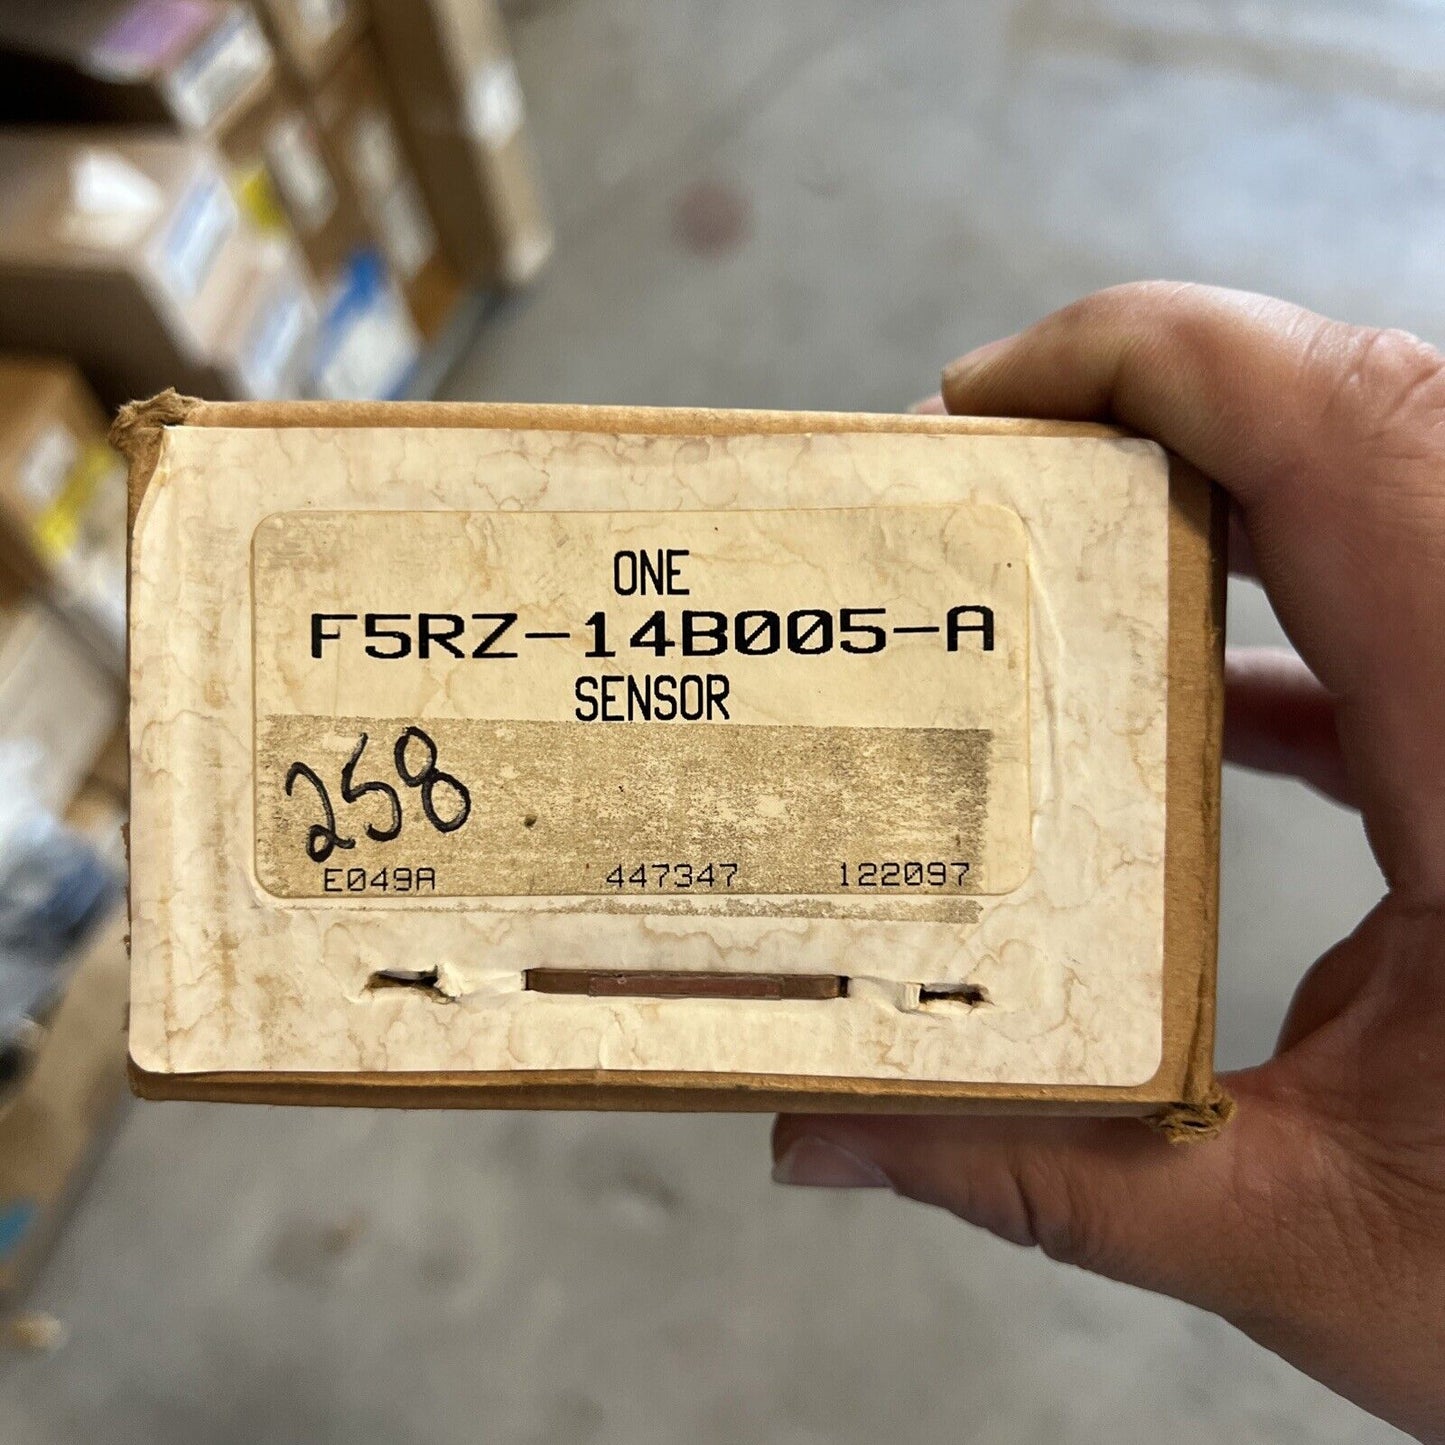 ONE
F5RZ-14B005-A
SENSOR
258
E049A 447347 122097